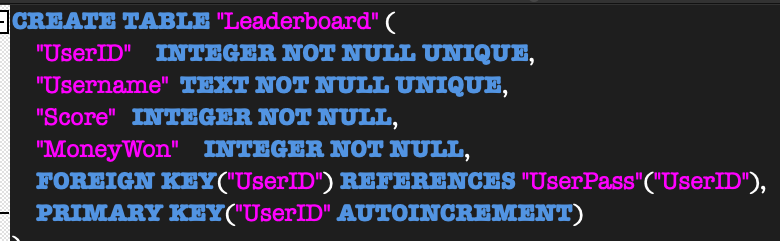 CREATE TABLE "Leaderboard" (
"UserID" INTEGER NOT NULL UNIQUE,
"Username" TEXT NOT NULL UNIQUE,
"Score" INTEGER NOT NULL,
"MoneyWon" INTEGER NOT NULL,
FOREIGN KEY("UserID") REFERENCES "UserPass"("UserID"),
PRIMARY KEY("UserID" AUTOINCREMENT)
)